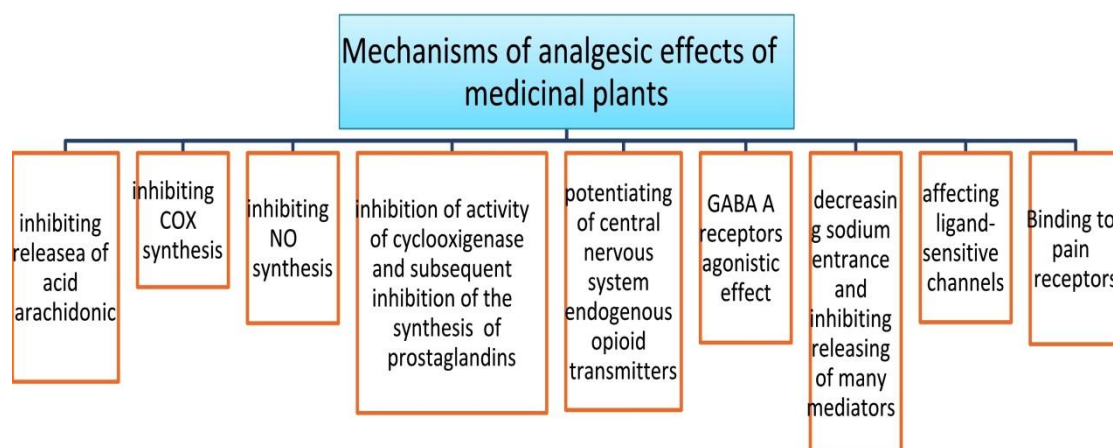 Mechanisms of analgesic effects of
medicinal plants
inhibiting
releasea of
acid
arachidonic
inhibiting
COX
synthesis
inhibiting
NO
synthesis
inhibition of activity
of cyclooxigenase
and subsequent
inhibition of the
synthesis of
prostaglandins
potentiating
of central
nervous
system
endogenous
opioid
transmitters
GABA A
receptors
agonistic
effect
decreasin
g sodium
entrance
and
inhibiting
releasing
of many
mediators
affecting
ligand-
sensitive
channels
Binding to
pain
receptors